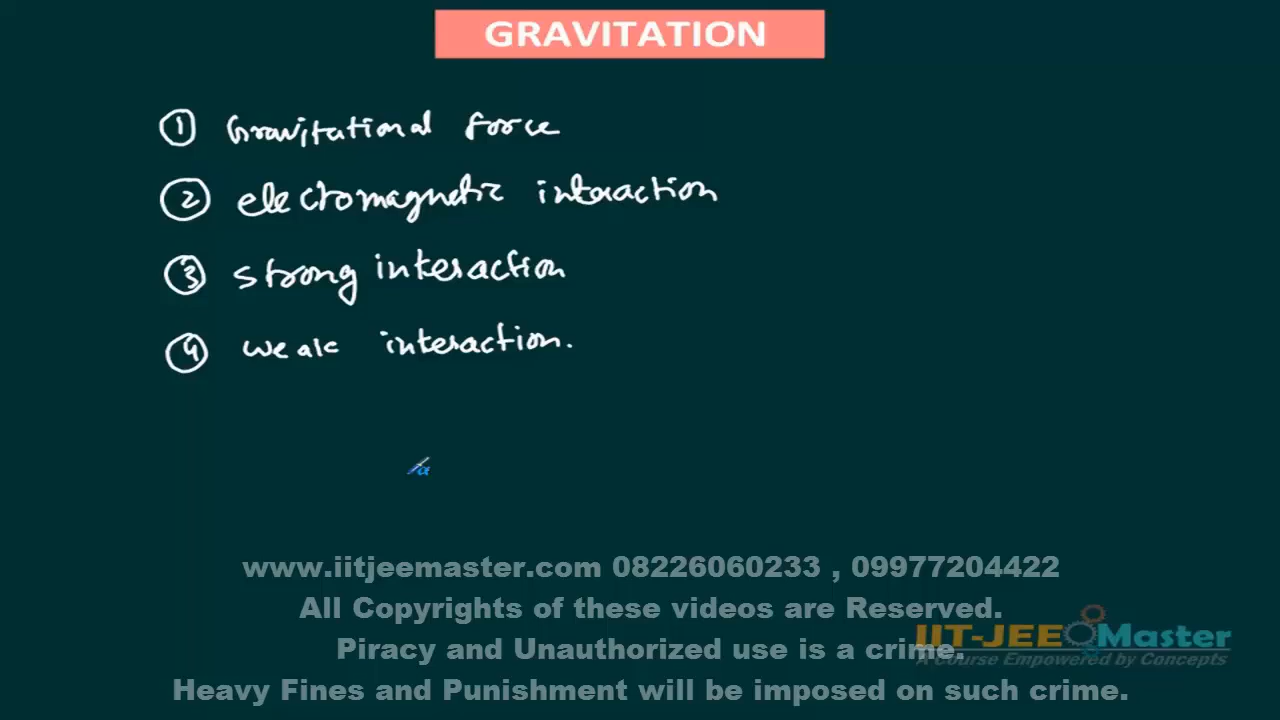 GRAVITATION
① Gravitational force
② electromagnetic interaction
③ strong interaction
④ weak interaction.
www.iitjeemaster.com 08226060233 , 09977204422
All Copyrights of these videos are Reserved.
IIT-JEE Master
Piracy and Unauthorized use is a crime.
A Course Empowered by Concepts
Heavy Fines and Punishment will be imposed on such crime.